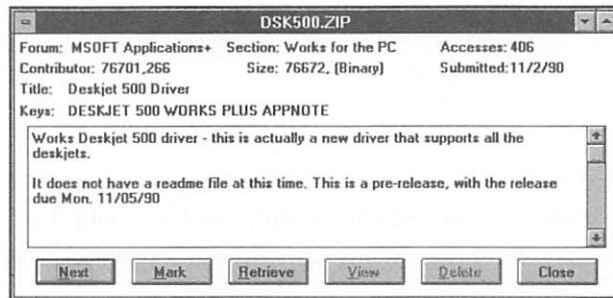 DSK500.ZIP
Forum: MSOFT Applications+ Section: Works for the PC Accesses: 406
Contributor: 76701,266 Size: 76672, (Binary) Submitted:11/2/90
Title: Deskjet 500 Driver
Keys: DESKJET 500 WORKS PLUS APPNOTE
Works Deskjet 500 driver - this is actually a new driver that supports all the
deskjets.
It does not have a readme file at this time. This is a pre-release, with the release
due Mon. 11/05/90
Next Mark Retrieve View Delete Close